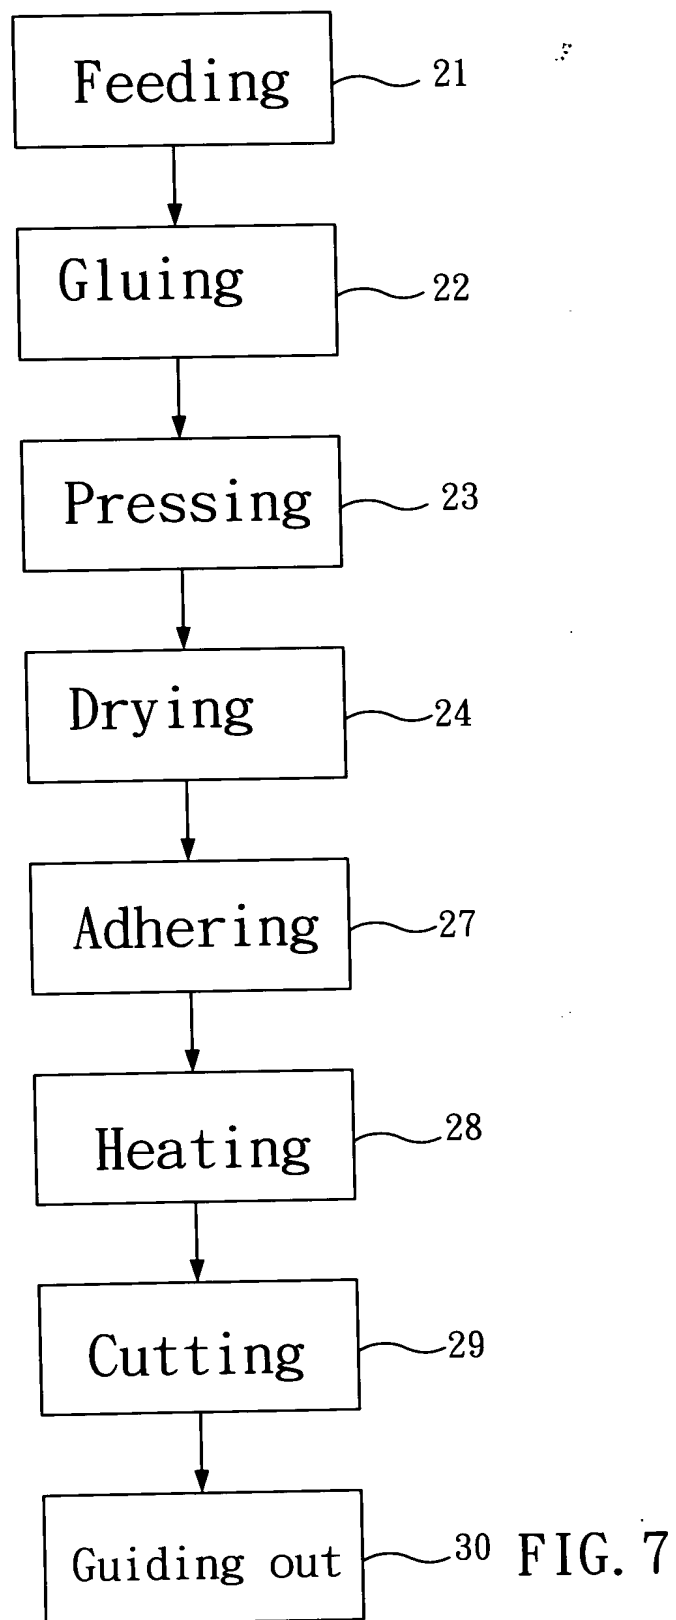 Feeding 21
Gluing 22
Pressing 23
Drying 24
Adhering 27
Heating 28
Cutting 29
Guiding out 30 FIG. 7